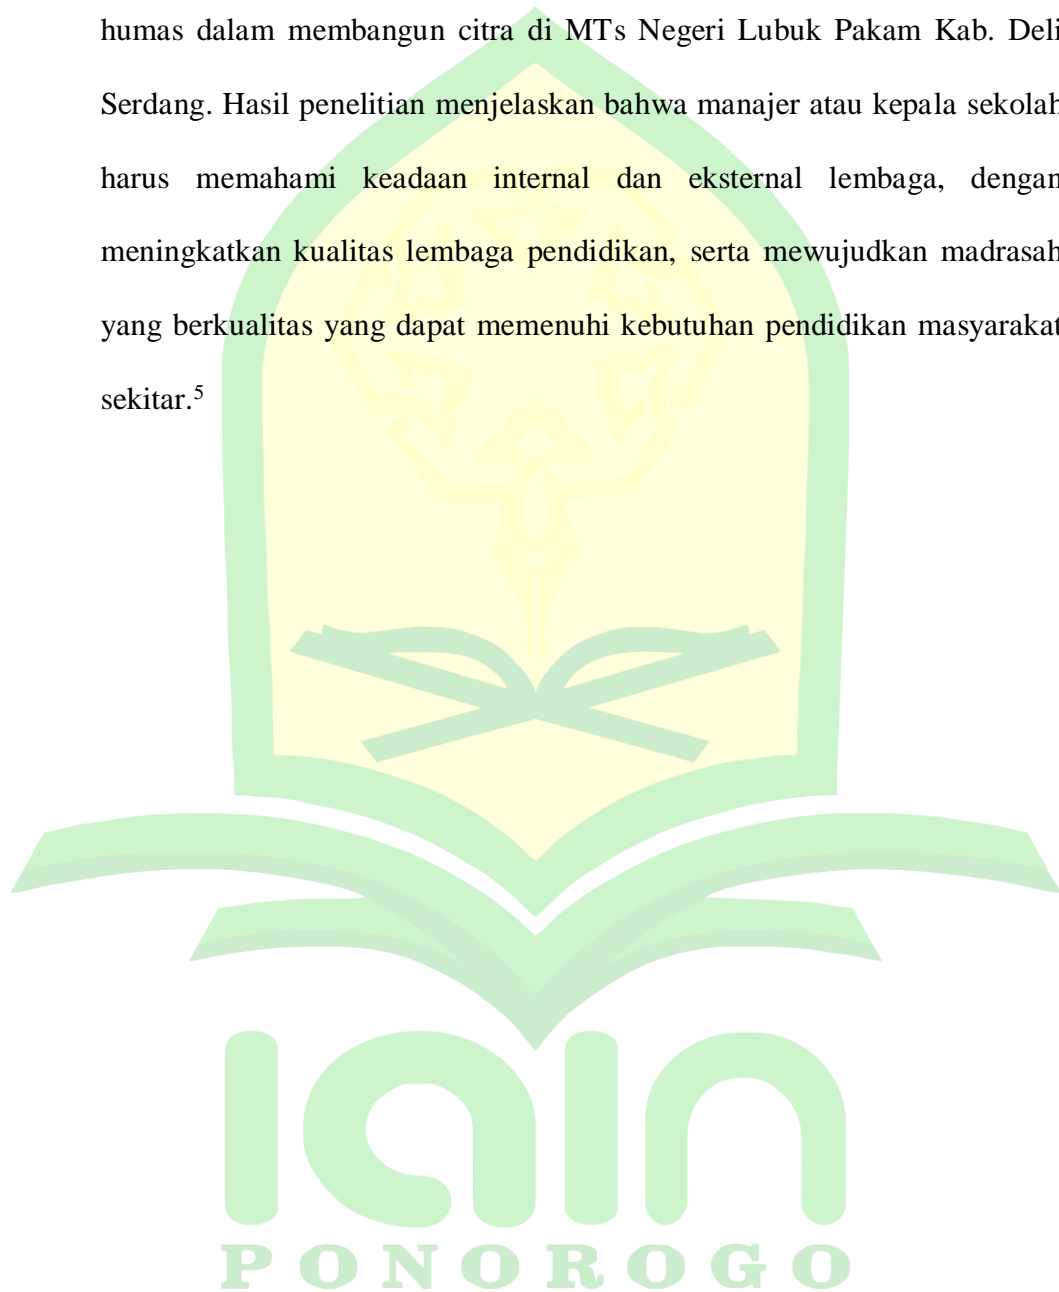 humas dalam membangun citra di MTs Negeri Lubuk Pakam Kab. Deli
Serdang. Hasil penelitian menjelaskan bahwa manajer atau kepala sekolah
harus memahami keadaan internal dan eksternal lembaga, dengan
meningkatkan kualitas lembaga pendidikan, serta mewujudkan madrasah
yang berkualitas yang dapat memenuhi kebutuhan pendidikan masyarakat
sekitar.⁵
iain
PONOROGO